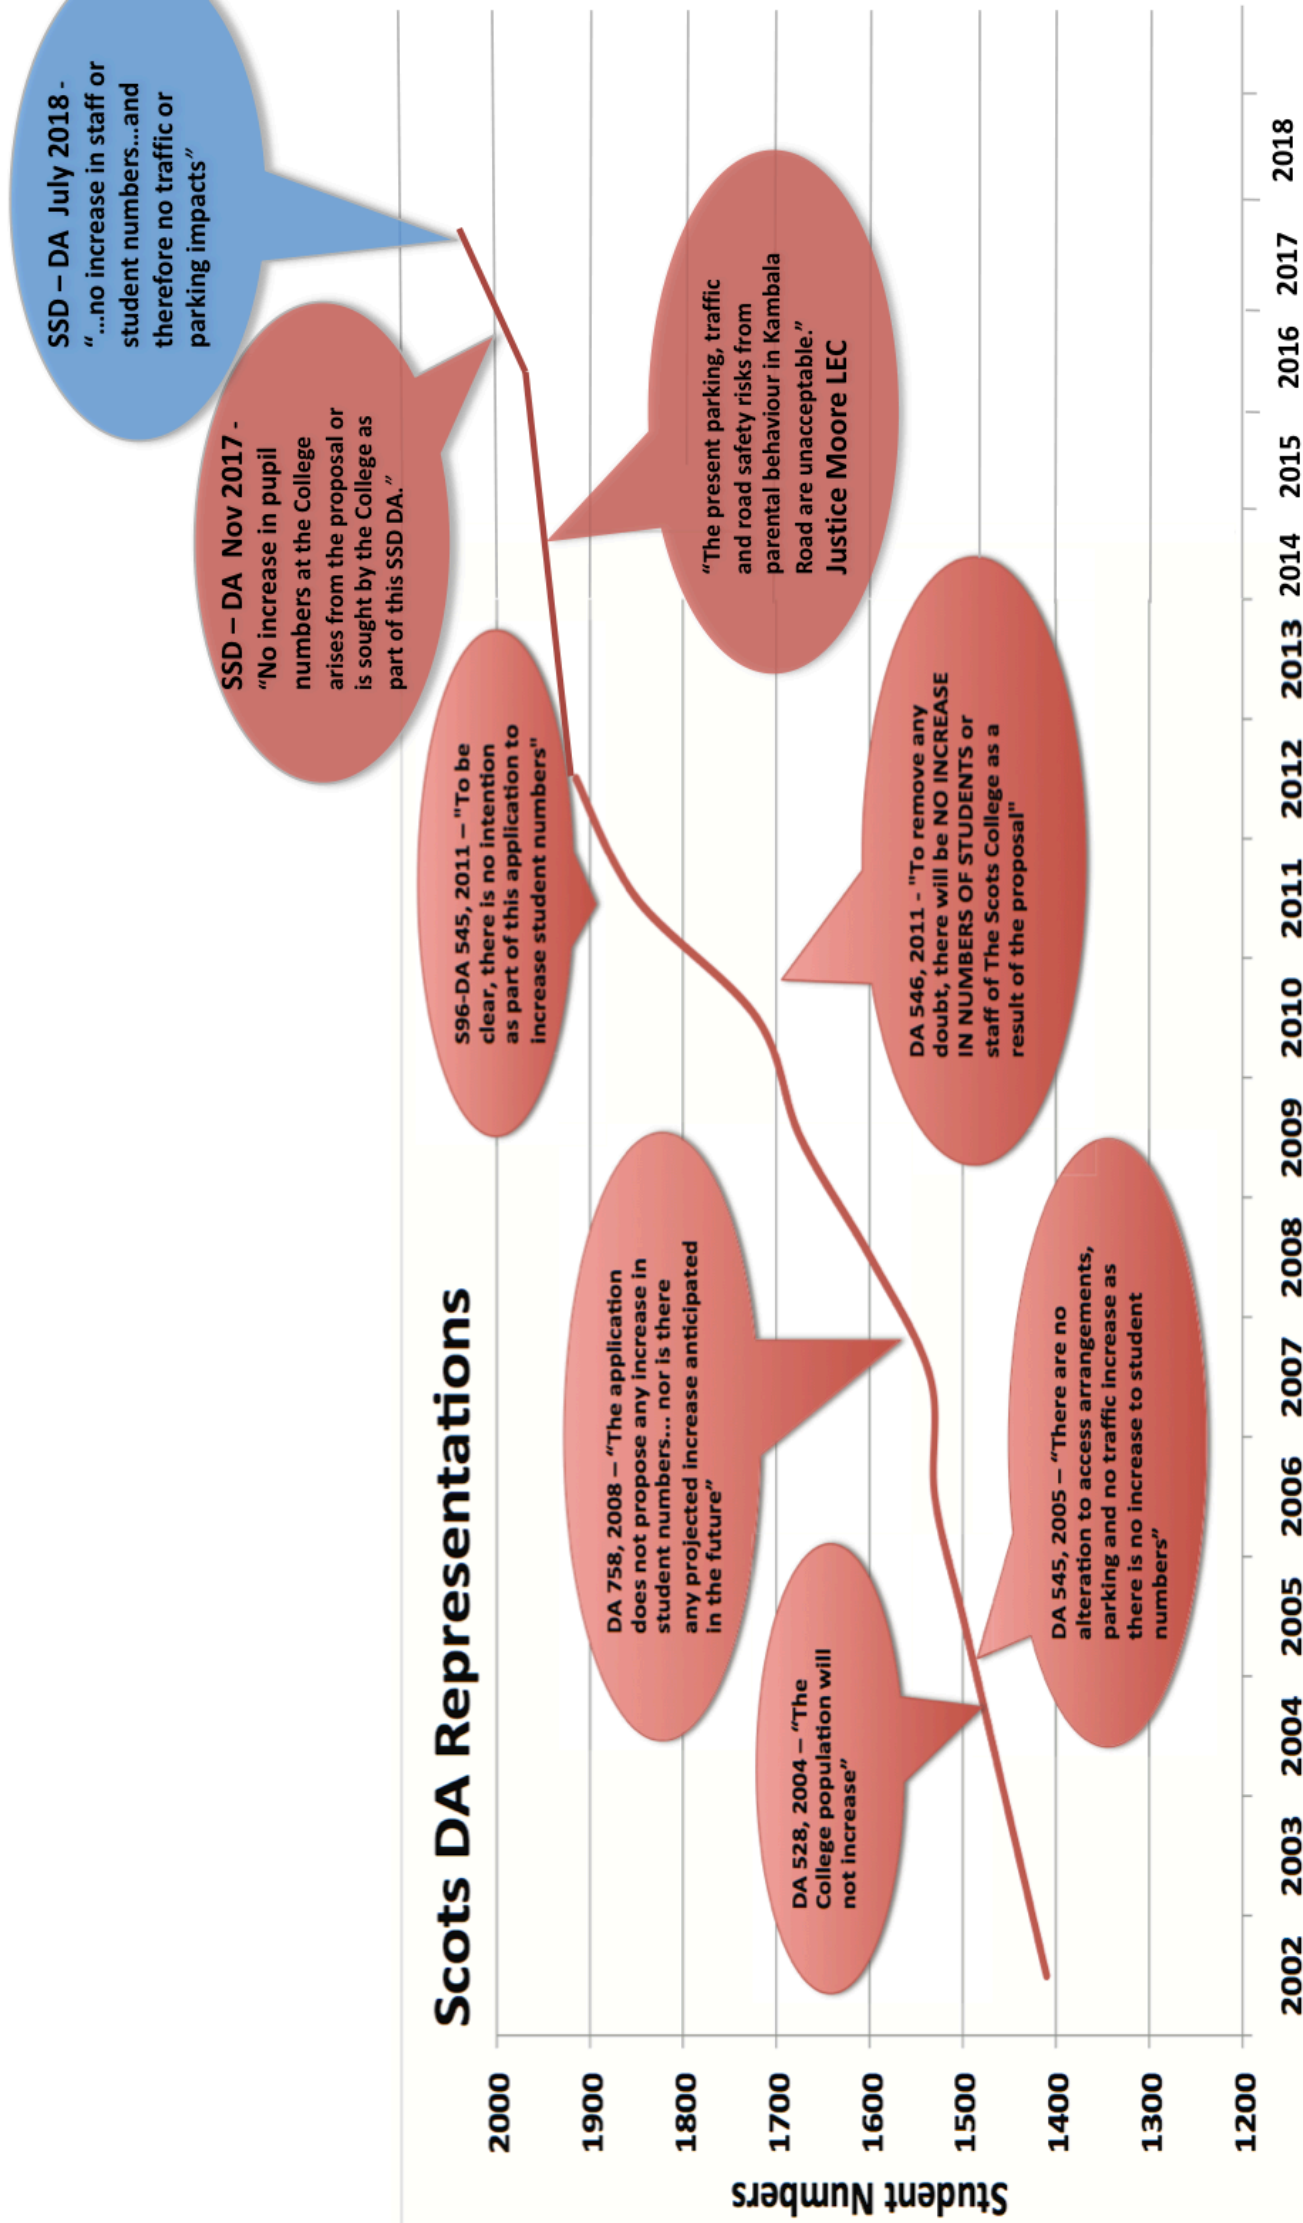 Scots DA Representations
SSD – DA July 2018 -
“…no increase in staff or
student numbers…and
therefore no traffic or
parking impacts”
SSD – DA Nov 2017 -
“No increase in pupil
numbers at the College
arises from the proposal or
is sought by the College as
part of this SSD DA.”
S96-DA 545, 2011 – "To be
clear, there is no intention
as part of this application to
increase student numbers"
DA 758, 2008 – “The application
does not propose any increase in
student numbers... nor is there
any projected increase anticipated
in the future”
“The present parking, traffic
and road safety risks from
parental behaviour in Kambala
Road are unacceptable.”
Justice Moore LEC
DA 528, 2004 – “The
College population will
not increase”
DA 546, 2011 - "To remove any
doubt, there will be NO INCREASE
IN NUMBERS OF STUDENTS or
staff of The Scots College as a
result of the proposal"
DA 545, 2005 – “There are no
alteration to access arrangements,
parking and no traffic increase as
there is no increase to student
numbers”
Student Numbers
2000
1900
1800
1700
1600
1500
1400
1300
1200
2002 2003 2004 2005 2006 2007 2008 2009 2010 2011 2012 2013 2014 2015 2016 2017 2018